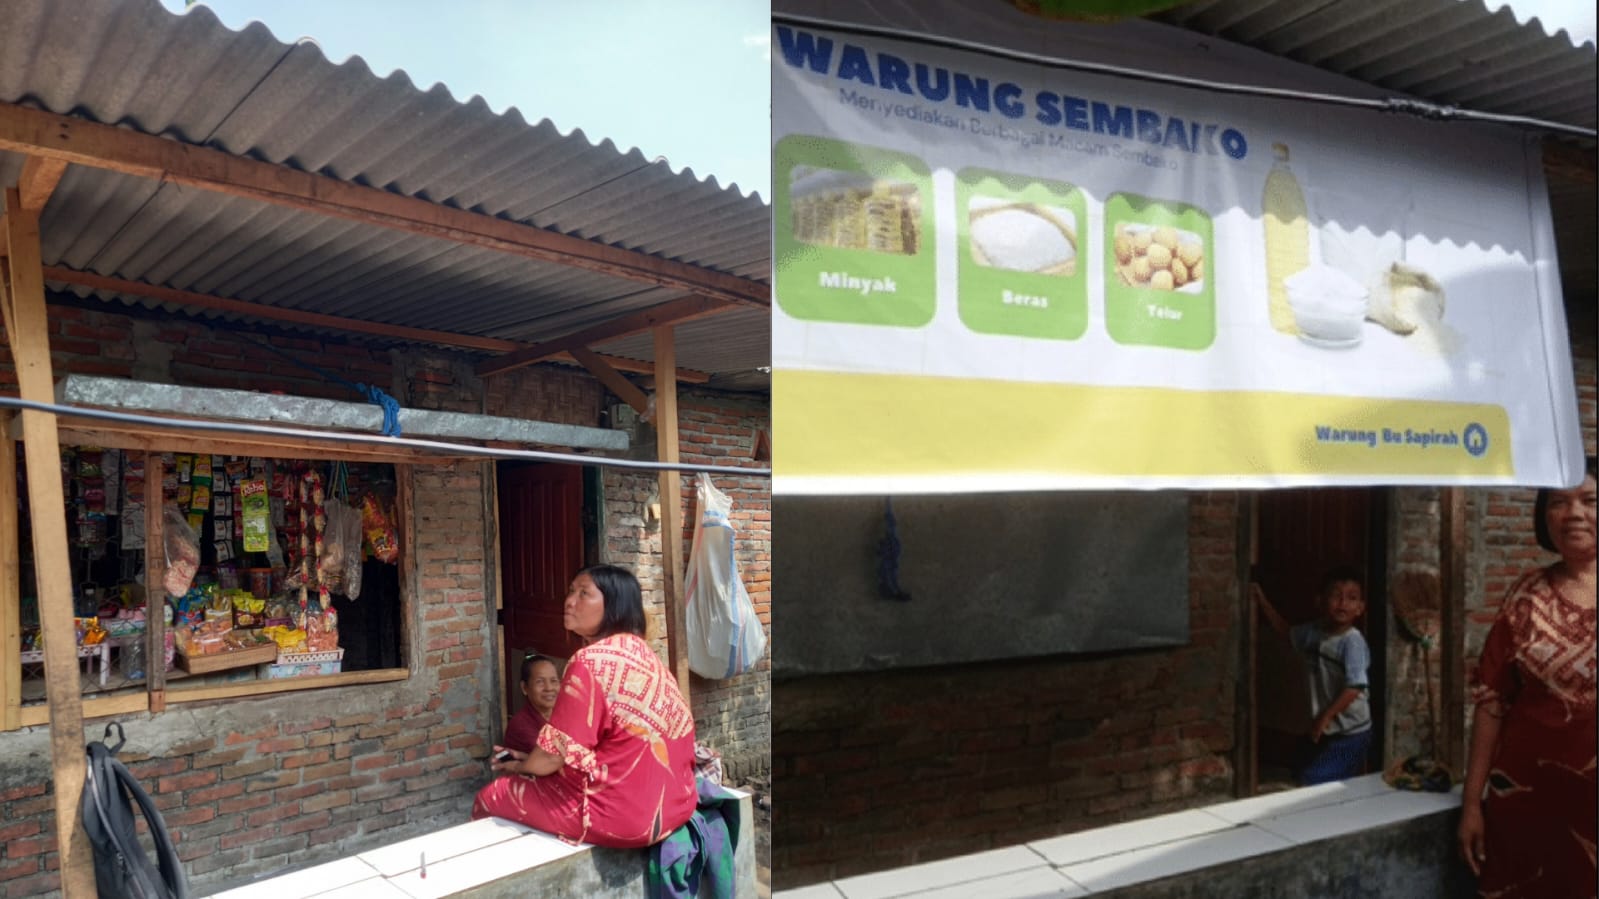 WARUNG SEMBAKO
Menyediakan Berbagai Macam Sembako
Minyak
Beras
Telur
Warung Bu Sapirah